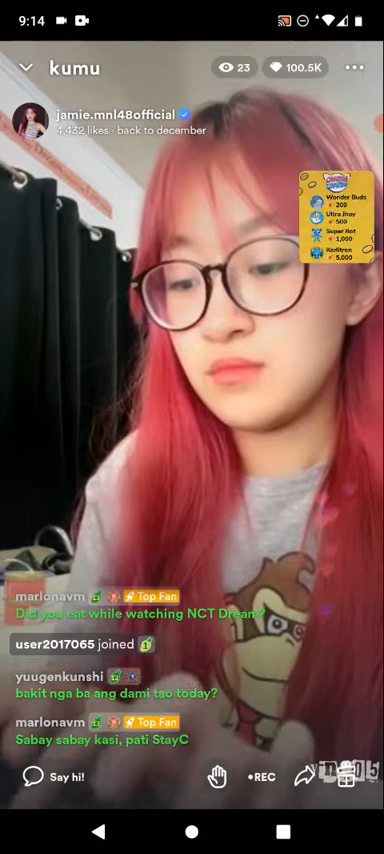 9:14
kumu
23
100.5K
jamie.mnl48official
4,432 likes · back to december
Wonder Buds
200
Ultra Jhoy
500
Super Bot
1,000
Karlitron
5,000
marlonavm Top Fan
Did you eat while watching NCT Dream?
user2017065 joined 1
yuugenkunshi
bakit nga ba ang dami tao today?
marlonavm Top Fan
Sabay sabay kasi, pati StayC
Say hi!
•REC